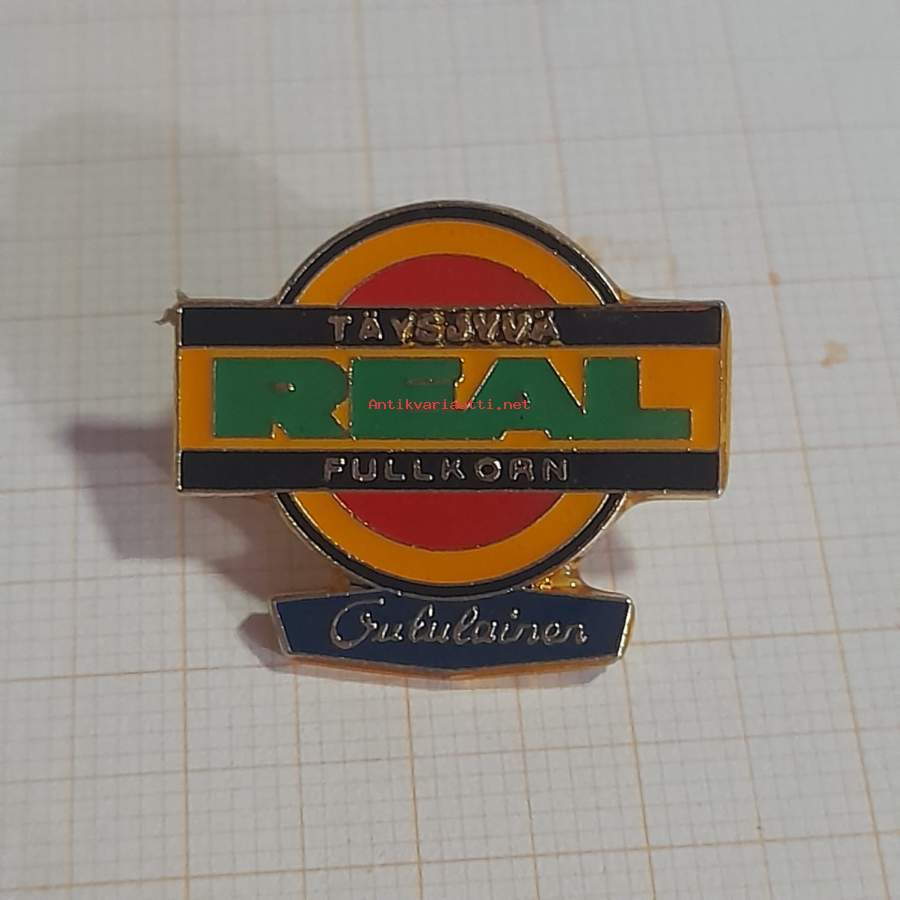 TÄYSJYVÄ
REAL
Antikvariaatti.net
FULLKORN
Oululainen